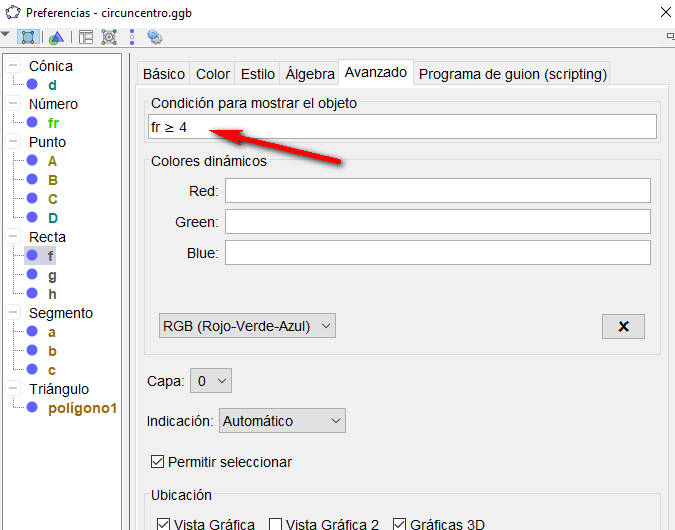 Preferencias - circuncentro.ggb
Cónica
d
Número
fr
Punto
A
B
C
D
Recta
f
g
h
Segmento
a
b
c
Triángulo
polígono1
Básico Color Estilo Álgebra Avanzado Programa de guion (scripting)
Condición para mostrar el objeto
fr ≥ 4
Colores dinámicos
Red:
Green:
Blue:
RGB (Rojo-Verde-Azul)
Capa: 0
Indicación: Automático
Permitir seleccionar
Ubicación
Vista Gráfica Vista Gráfica 2 Gráficas 3D